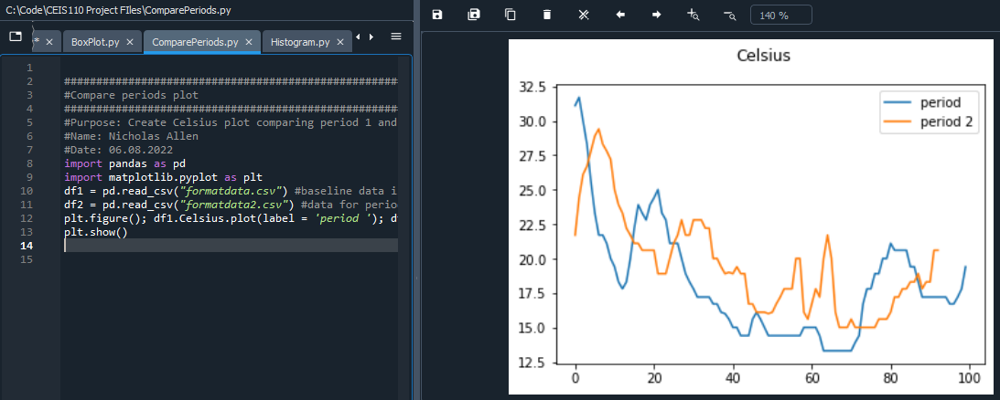 C:\Code\CEIS110 Project FIles\ComparePeriods.py
* × BoxPlot.py × ComparePeriods.py × Histogram.py ×
1
2 ####################################################
3 #Compare periods plot
4 ####################################################
5 #Purpose: Create Celsius plot comparing period 1 and
6 #Name: Nicholas Allen
7 #Date: 06.08.2022
8 import pandas as pd
9 import matplotlib.pyplot as plt
10 df1 = pd.read_csv("formatdata.csv") #baseline data i
11 df2 = pd.read_csv("formatdata2.csv") #data for perio
12 plt.figure(); df1.Celsius.plot(label = 'period '); d
13 plt.show()
14
15
140 %
Celsius
period
period 2
32.5
30.0
27.5
25.0
22.5
20.0
17.5
15.0
12.5
0 20 40 60 80 100